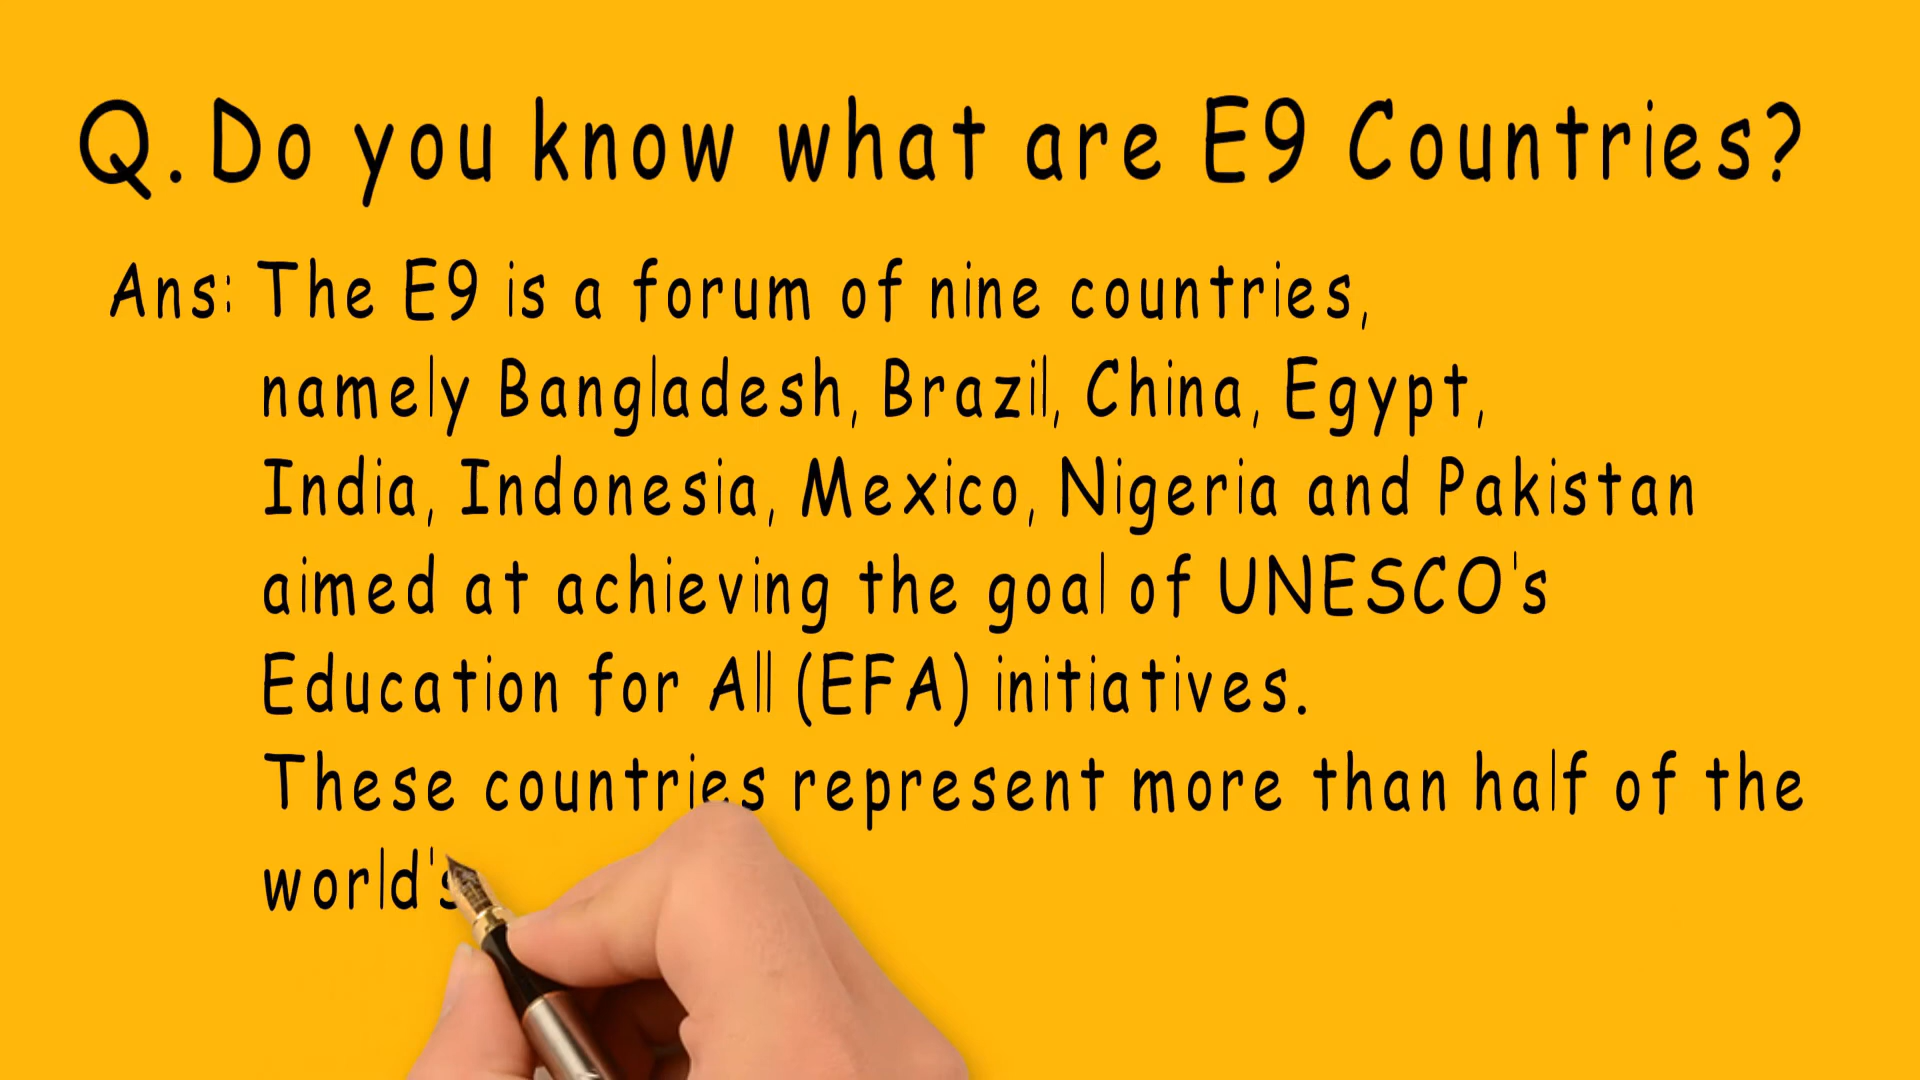 Q. Do you know what are E9 Countries?
Ans: The E9 is a forum of nine countries,
namely Bangladesh, Brazil, China, Egypt,
India, Indonesia, Mexico, Nigeria and Pakistan
aimed at achieving the goal of UNESCO's
Education for All (EFA) initiatives.
These countries represent more than half of the
world's